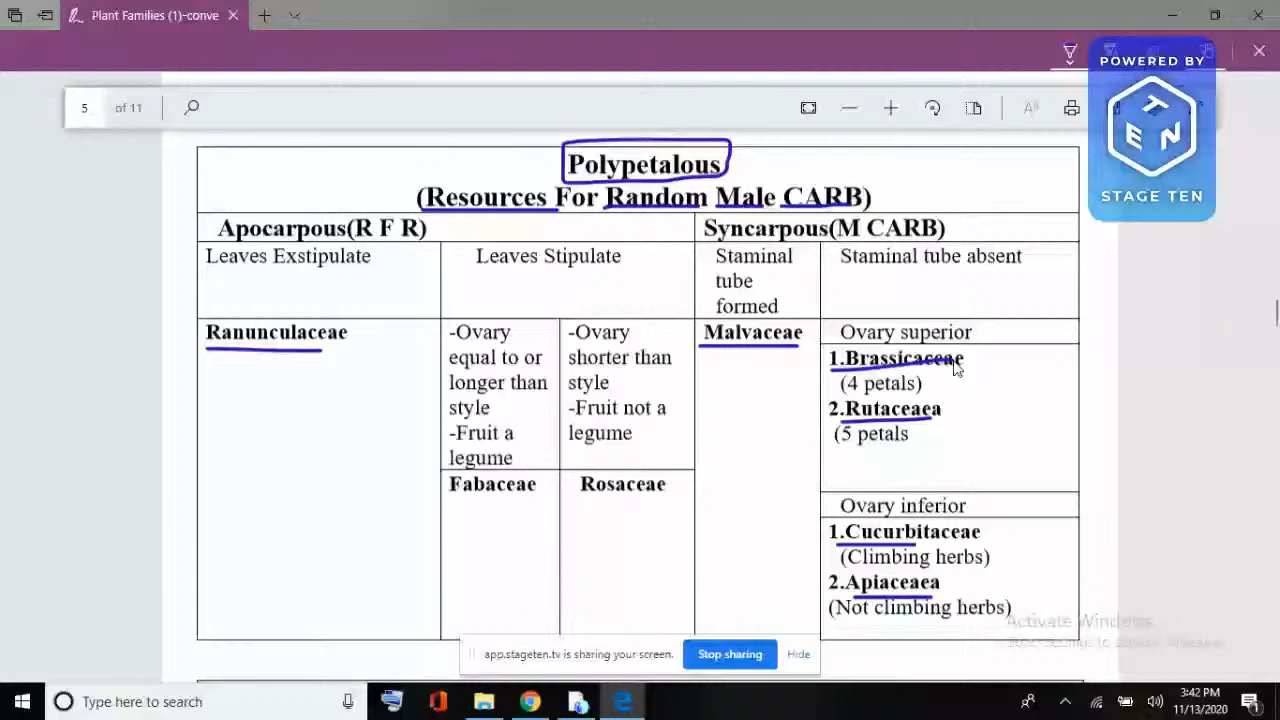 Plant Families (1)-conve
POWERED BY
TEN
STAGE TEN
5 of 11
Polypetalous
(Resources For Random Male CARB)
Apocarpous(R F R)
Syncarpous(M CARB)
Leaves Exstipulate
Leaves Stipulate
Staminal
tube
formed
Staminal tube absent
Ranunculaceae
-Ovary
equal to or
longer than
style
-Fruit a
legume
-Ovary
shorter than
style
-Fruit not a
legume
Malvaceae
Ovary superior
1.Brassicaceae
(4 petals)
2.Rutaceaea
(5 petals
Fabaceae
Rosaceae
Ovary inferior
1.Cucurbitaceae
(Climbing herbs)
2.Apiaceaea
(Not climbing herbs)
Activate Windows
app.stageten.tv is sharing your screen.
Stop sharing
Hide
Type here to search
3:42 PM
11/13/2020